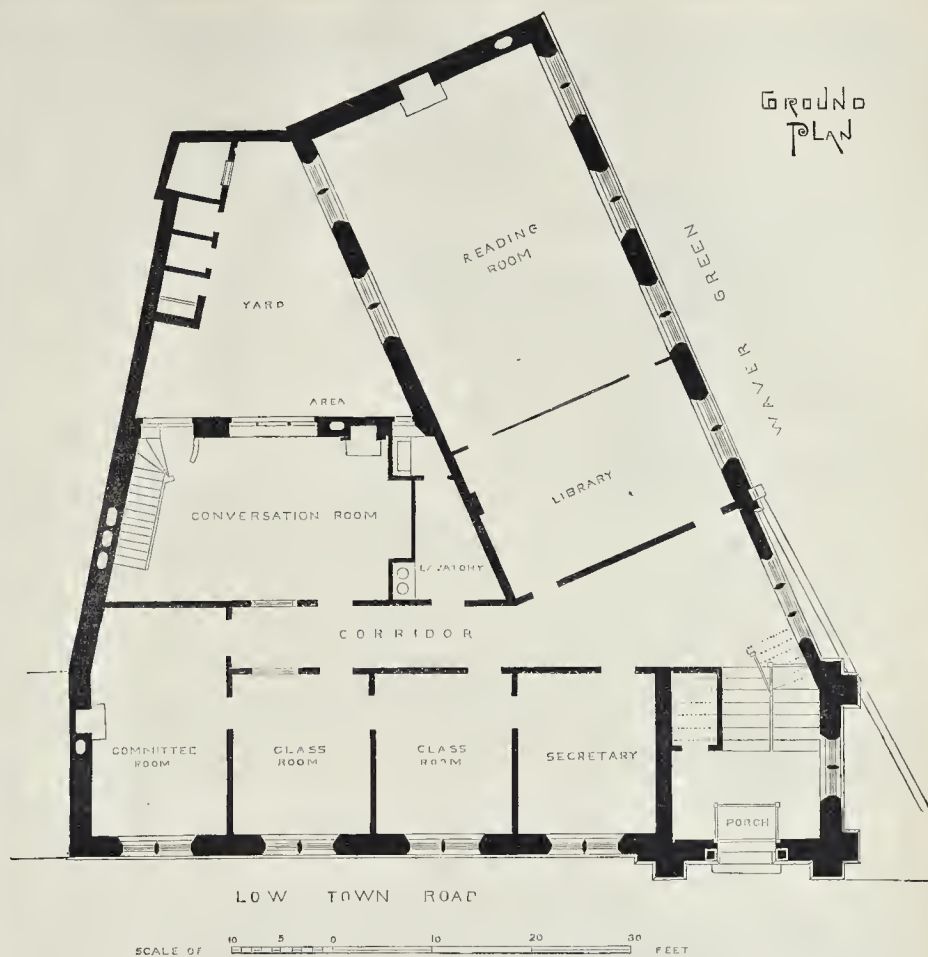 GROUND
PLAN
READING
ROOM
WAVER GREEN
YARD
AREA
LIBRARY
CONVERSATION ROOM
LAVATORY
CORRIDOR
COMMITTEE
ROOM
CLASS
ROOM
CLASS
ROOM
SECRETARY
PORCH
LOW TOWN ROAD
SCALE OF 10 5 0 10 20 30 FEET